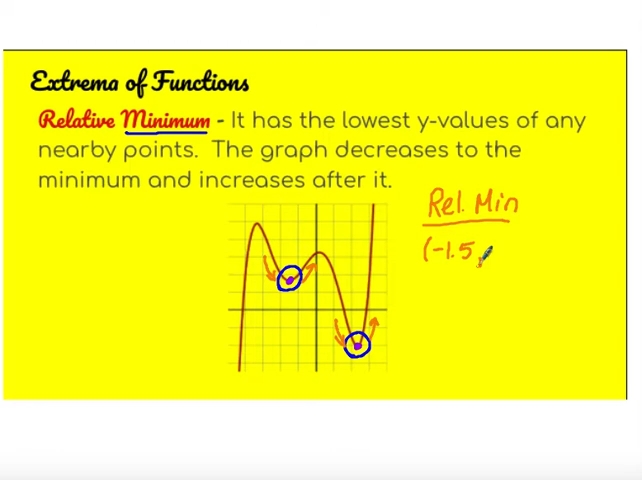 Extrema of Functions
Relative Minimum - It has the lowest y-values of any
nearby points. The graph decreases to the
minimum and increases after it.
Rel. Min
(-1.5,